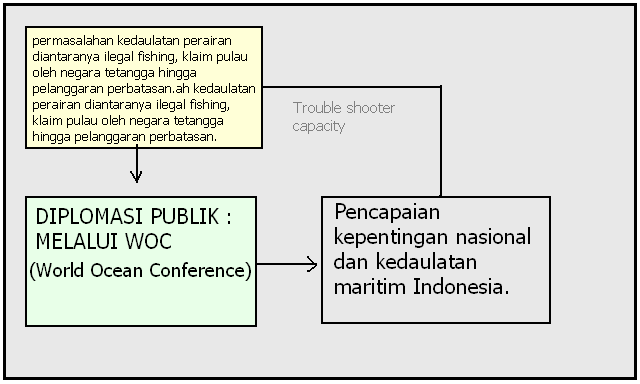 permasalahan kedaulatan perairan
diantaranya ilegal fishing, klaim pulau
oleh negara tetangga hingga
pelanggaran perbatasan.ah kedaulatan
perairan diantaranya ilegal fishing,
klaim pulau oleh negara tetangga
hingga pelanggaran perbatasan.
Trouble shooter
capacity
DIPLOMASI PUBLIK :
MELALUI WOC
(World Ocean Conference)
Pencapaian
kepentingan nasional
dan kedaulatan
maritim Indonesia.